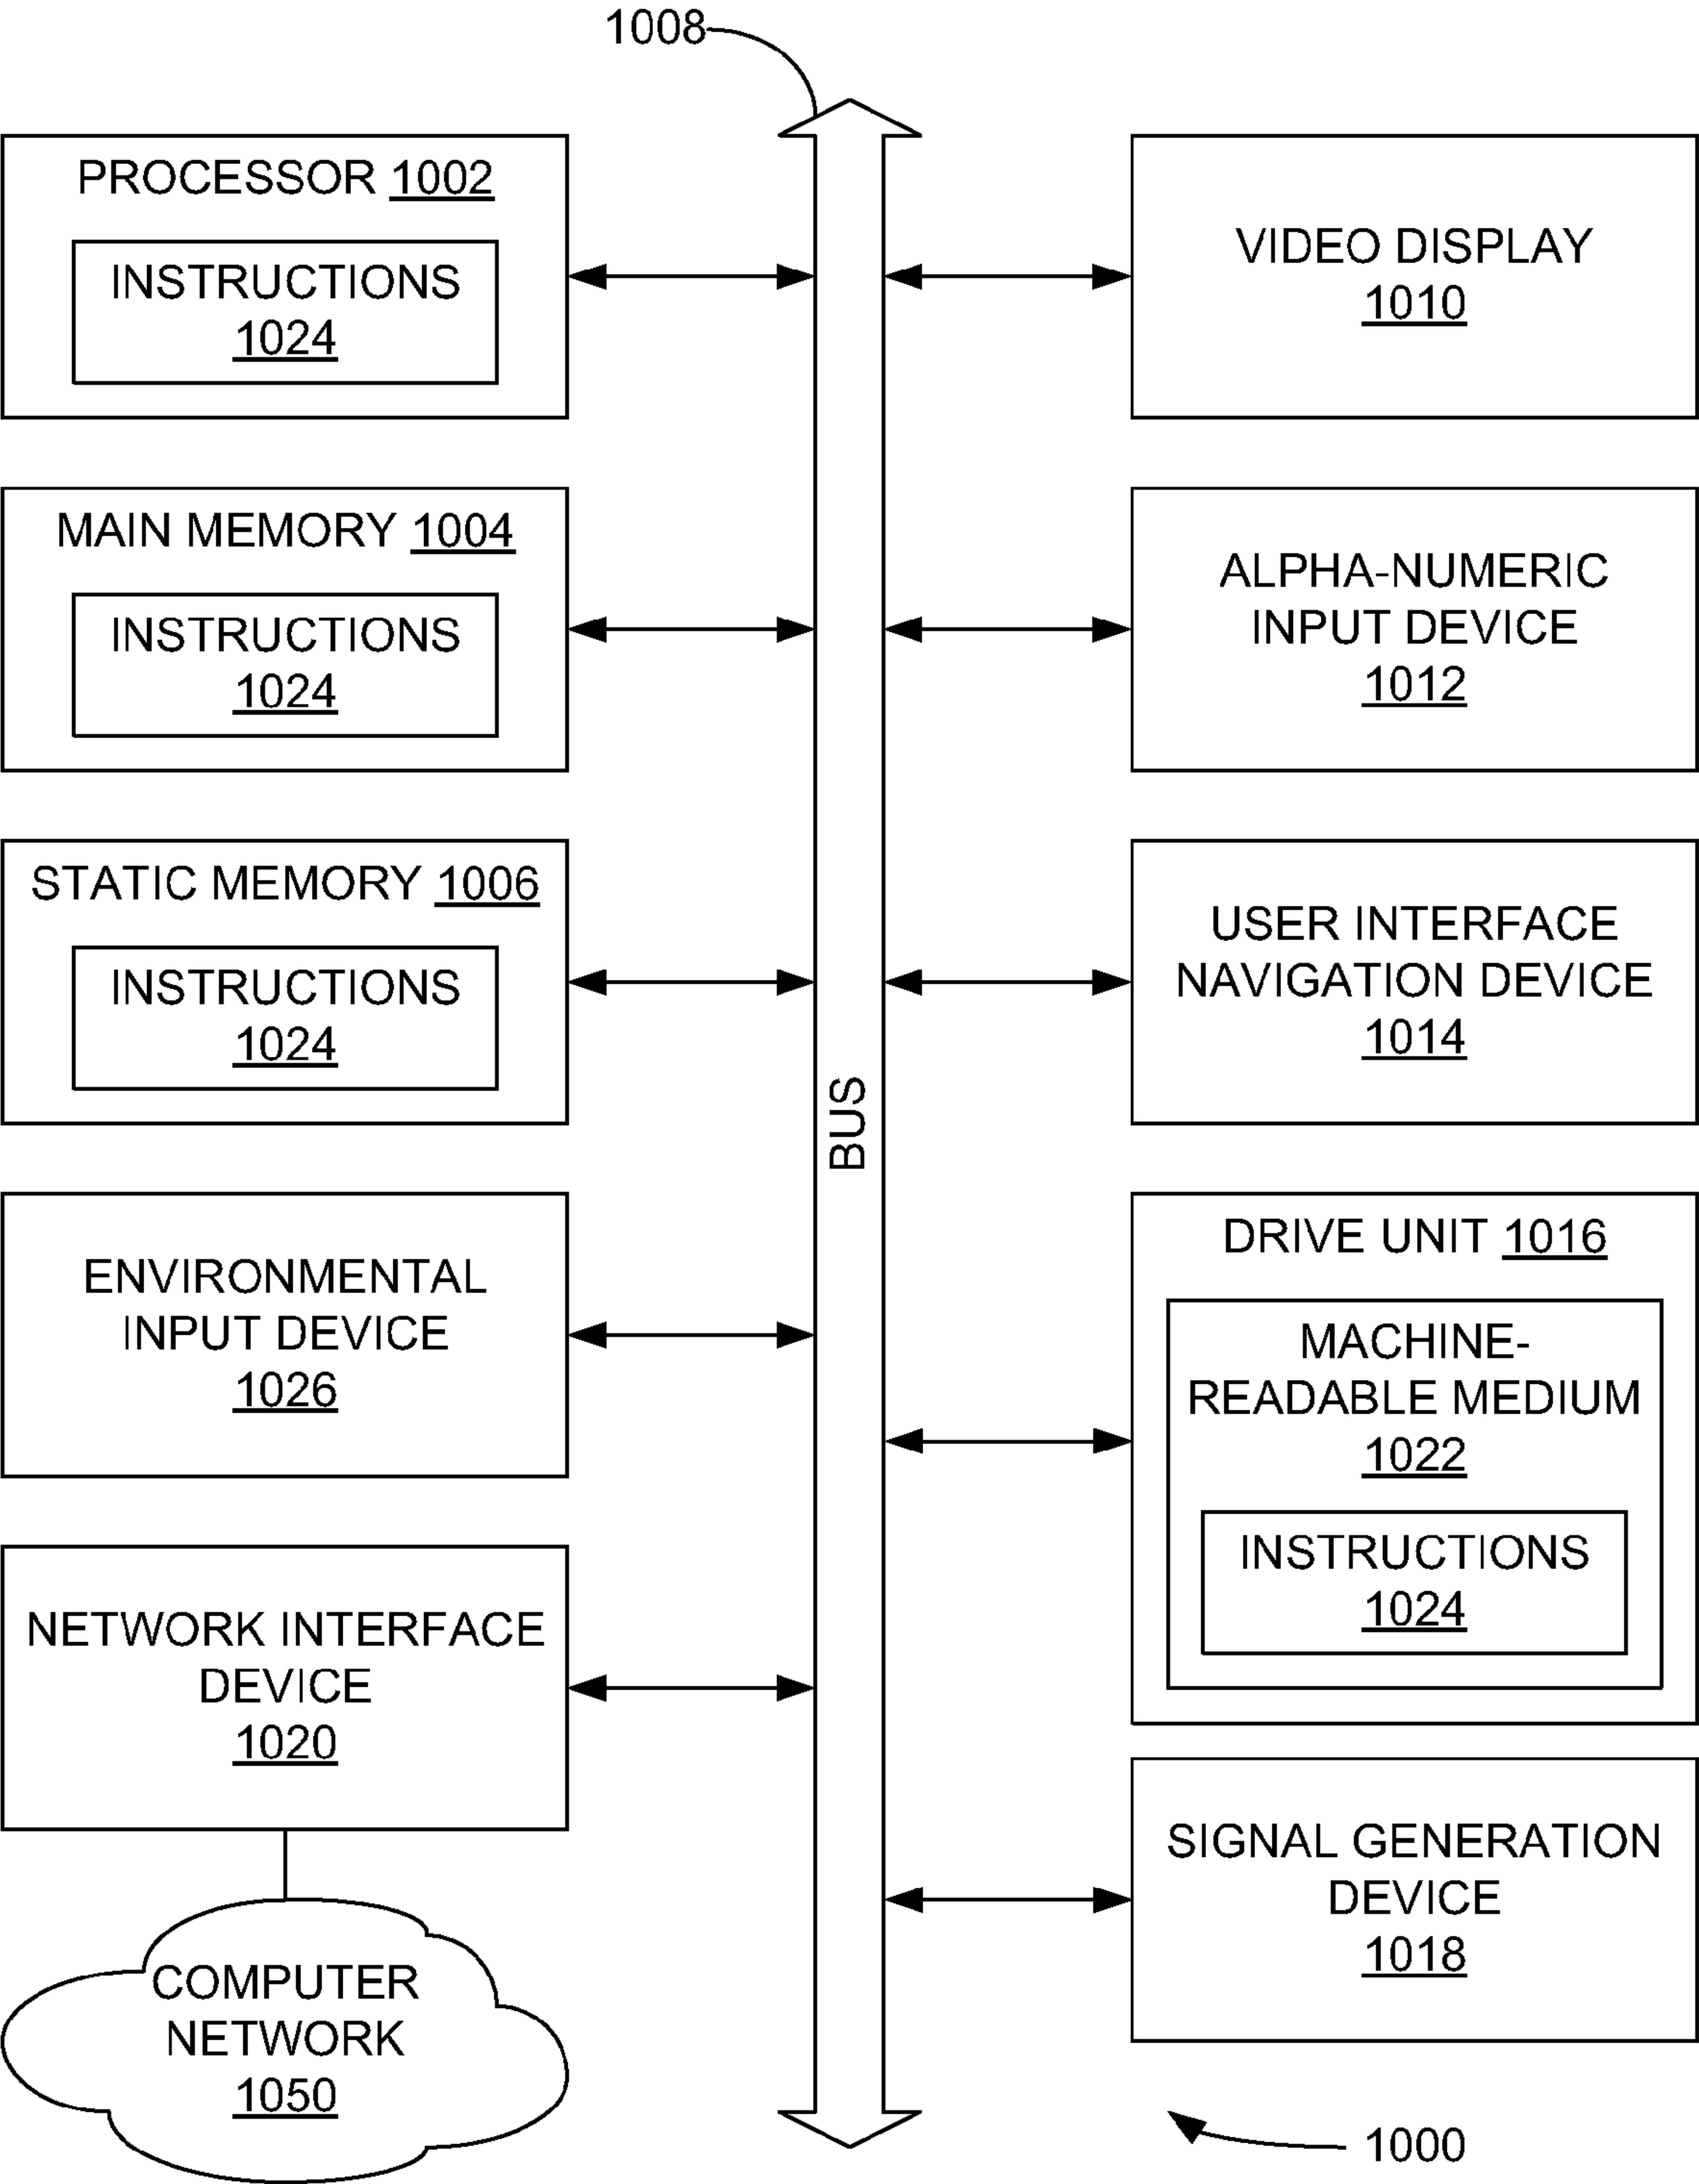 1008
PROCESSOR 1002
INSTRUCTIONS
1024
MAIN MEMORY 1004
INSTRUCTIONS
1024
STATIC MEMORY 1006
INSTRUCTIONS
1024
ENVIRONMENTAL
INPUT DEVICE
1026
NETWORK INTERFACE
DEVICE
1020
COMPUTER
NETWORK
1050
BUS
VIDEO DISPLAY
1010
ALPHA-NUMERIC
INPUT DEVICE
1012
USER INTERFACE
NAVIGATION DEVICE
1014
DRIVE UNIT 1016
MACHINE-
READABLE MEDIUM
1022
INSTRUCTIONS
1024
SIGNAL GENERATION
DEVICE
1018
1000